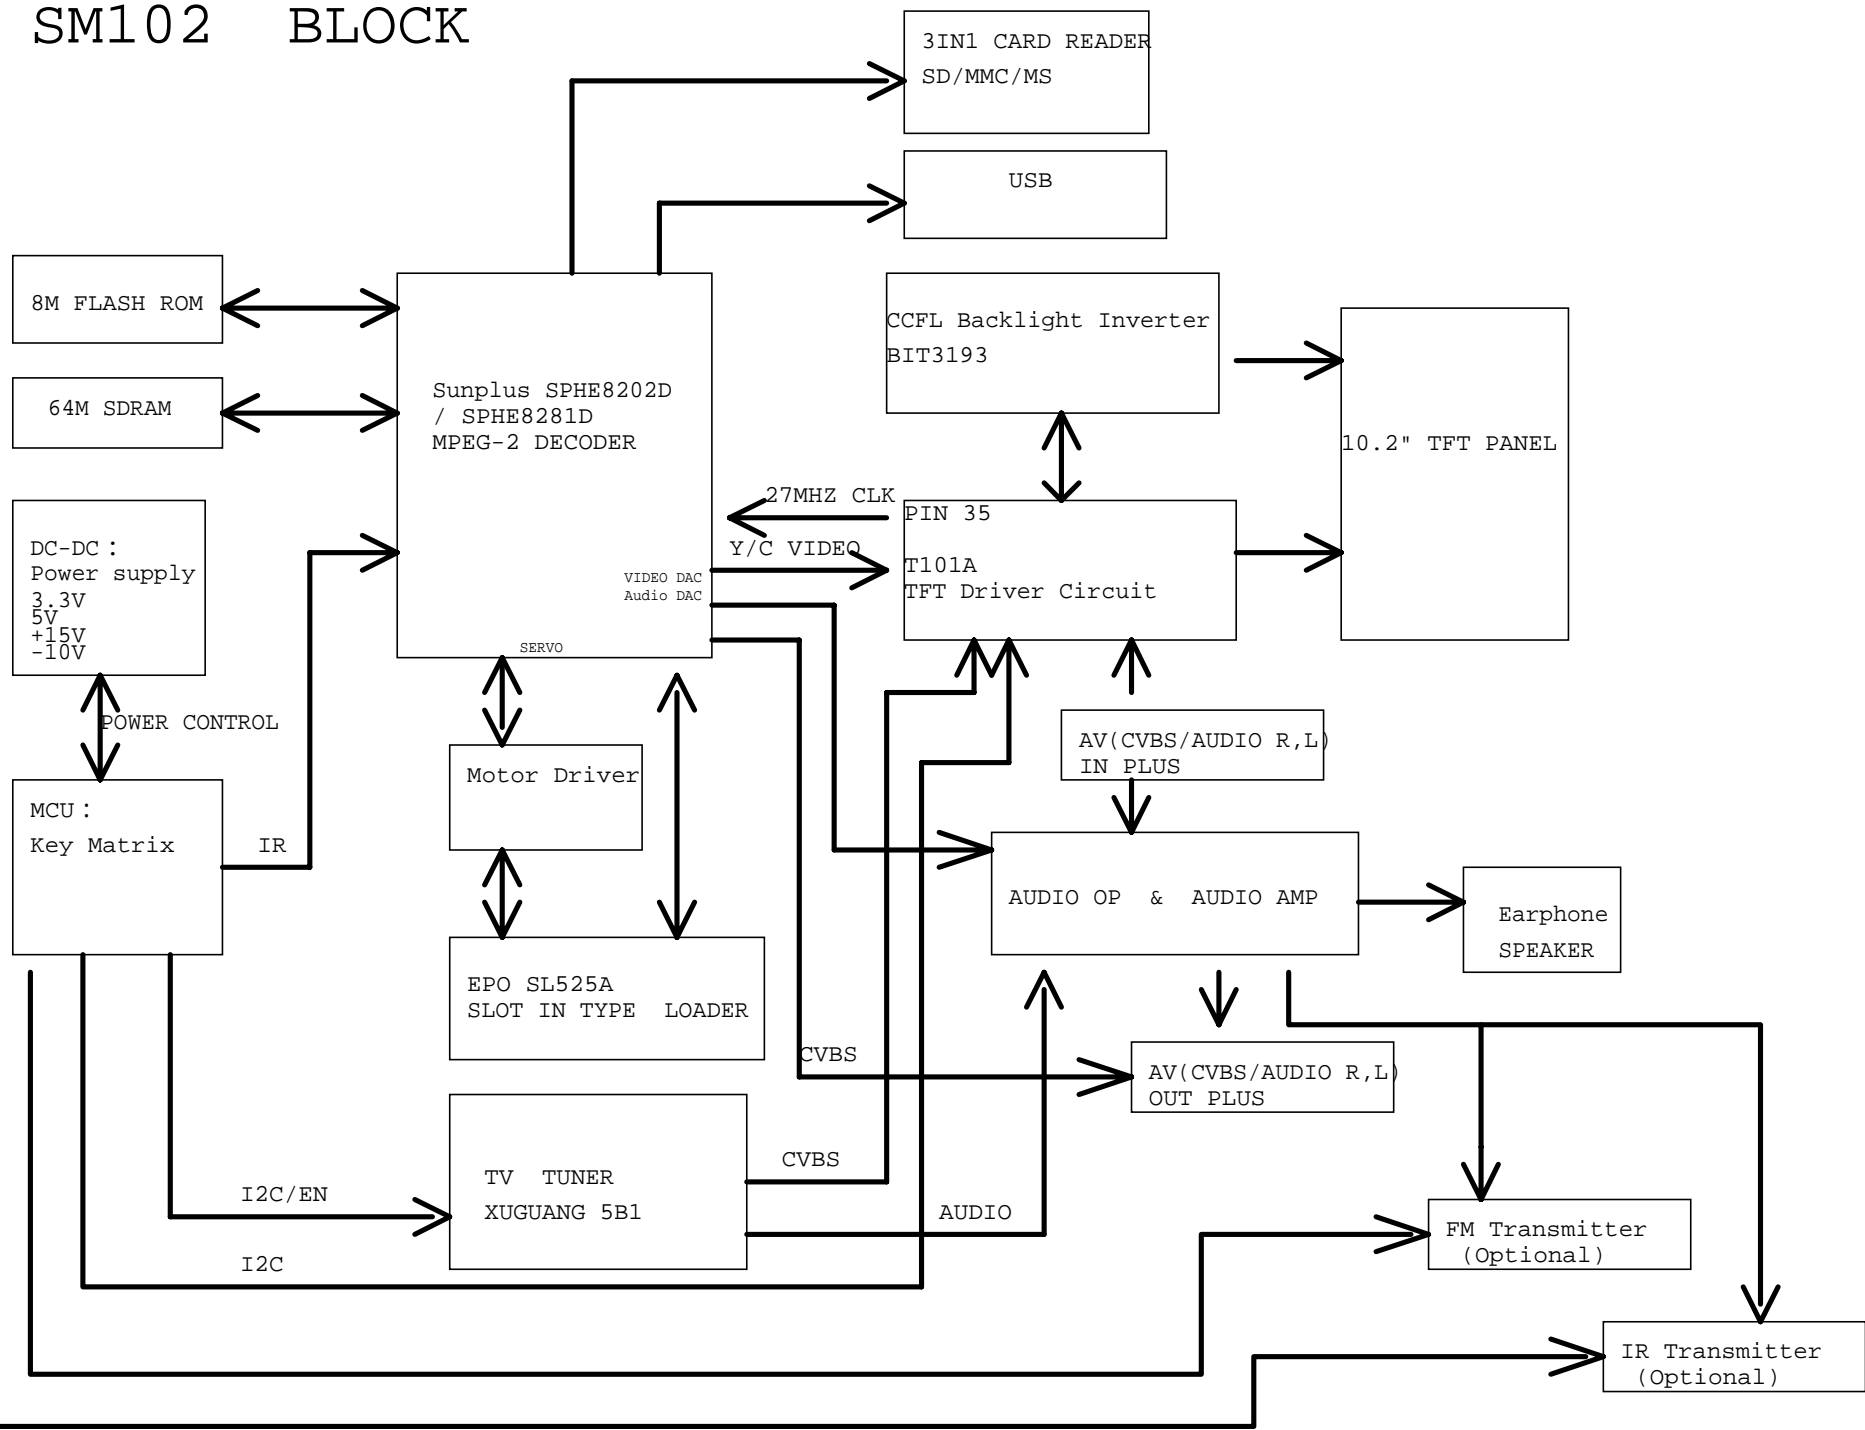 SM102 BLOCK
3IN1 CARD READER
SD/MMC/MS
USB
8M FLASH ROM
64M SDRAM
Sunplus SPHE8202D
/ SPHE8281D
MPEG-2 DECODER
VIDEO DAC
Audio DAC
SERVO
CCFL Backlight Inverter
BIT3193
10.2" TFT PANEL
27MHZ CLK
Y/C VIDEO
PIN 35
T101A
TFT Driver Circuit
DC-DC：
Power supply
3.3V
5V
+15V
-10V
POWER CONTROL
MCU：
Key Matrix
IR
Motor Driver
AV(CVBS/AUDIO R,L)
IN PLUS
AUDIO OP & AUDIO AMP
Earphone
SPEAKER
EPO SL525A
SLOT IN TYPE LOADER
CVBS
AV(CVBS/AUDIO R,L)
OUT PLUS
TV TUNER
XUGUANG 5B1
CVBS
AUDIO
I2C/EN
I2C
FM Transmitter
(Optional)
IR Transmitter
(Optional)